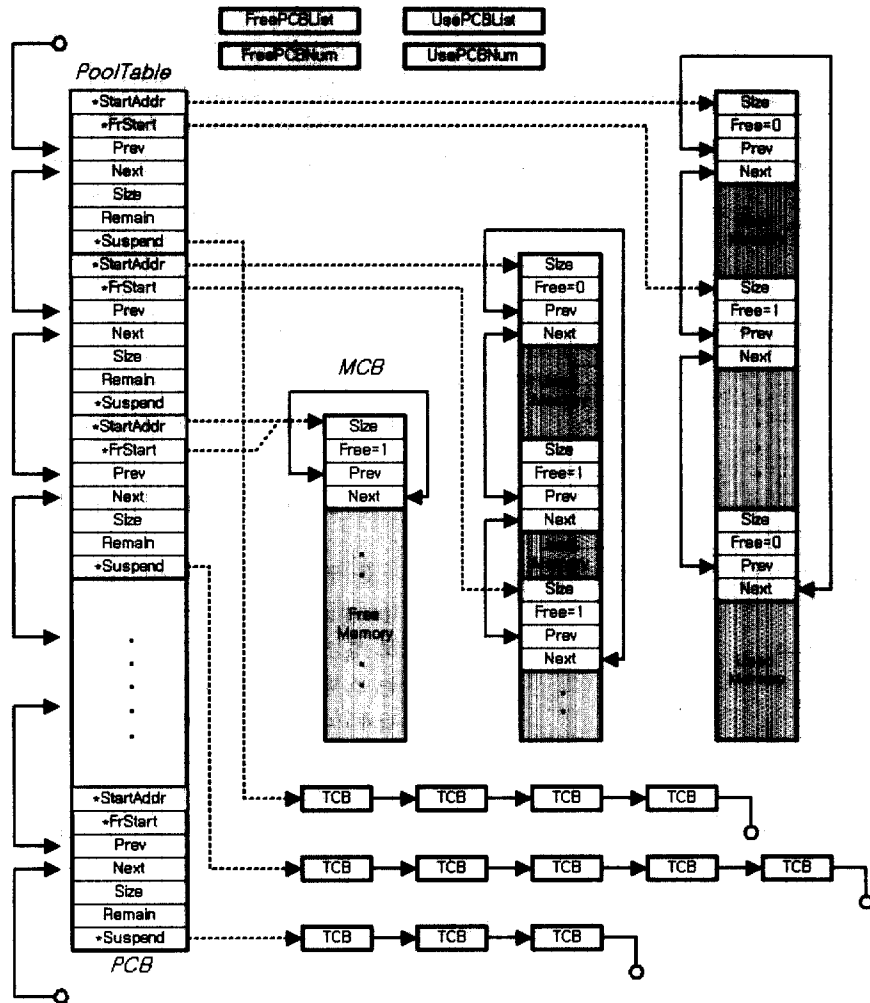 FreePCBList
UsePCBList
FreePCBNum
UsePCBNum
PoolTable
*StartAddr
*FrStart
Prev
Next
Size
Remain
*Suspend
*StartAddr
*FrStart
Prev
Next
Size
Remain
*Suspend
*StartAddr
*FrStart
Prev
Next
Size
Remain
*Suspend
*StartAddr
*FrStart
Prev
Next
Size
Remain
*Suspend
PCB
MCB
Size
Free=1
Prev
Next
Free
Memory
Size
Free=0
Prev
Next
Size
Free=1
Prev
Next
Size
Free=1
Prev
Next
Size
Free=0
Prev
Next
Size
Free=1
Prev
Next
Size
Free=0
Prev
Next
TCB
TCB
TCB
TCB
TCB
TCB
TCB
TCB
TCB
TCB
TCB
TCB